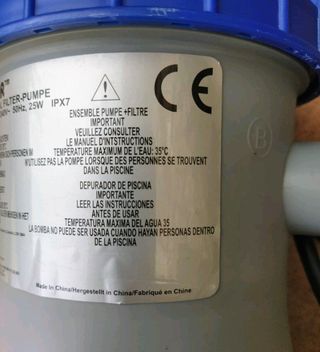 R™
FILTER-PUMPE
240V~ 50Hz, 25W IPX7
CE
ENSEMBLE POMPE +FILTRE
IMPORTANT
VEUILLEZ CONSULTER
LE MANUEL D'INTSTRUCTIONS
TEMPERATURE MAXIMUM DE L'EAU: 35°C
N'UTILISEZ PAS LA POMPE LORSQUE DES PERSONNES SE TROUVENT
DANS LA PISCINE
DEPURADOR DE PISCINA
IMPORTANTE
LEER LAS INSTRUCCIONES
ANTES DE USAR
TEMPERATURA MAXIMA DEL AGUA 35
LA BOMBA NO PUEDE SER USADA CUANDO HAYAN PERSONAS DENTRO
DE LA PISCINA
Made In China/Hergestellt in China/Fabriqué en Chine
B